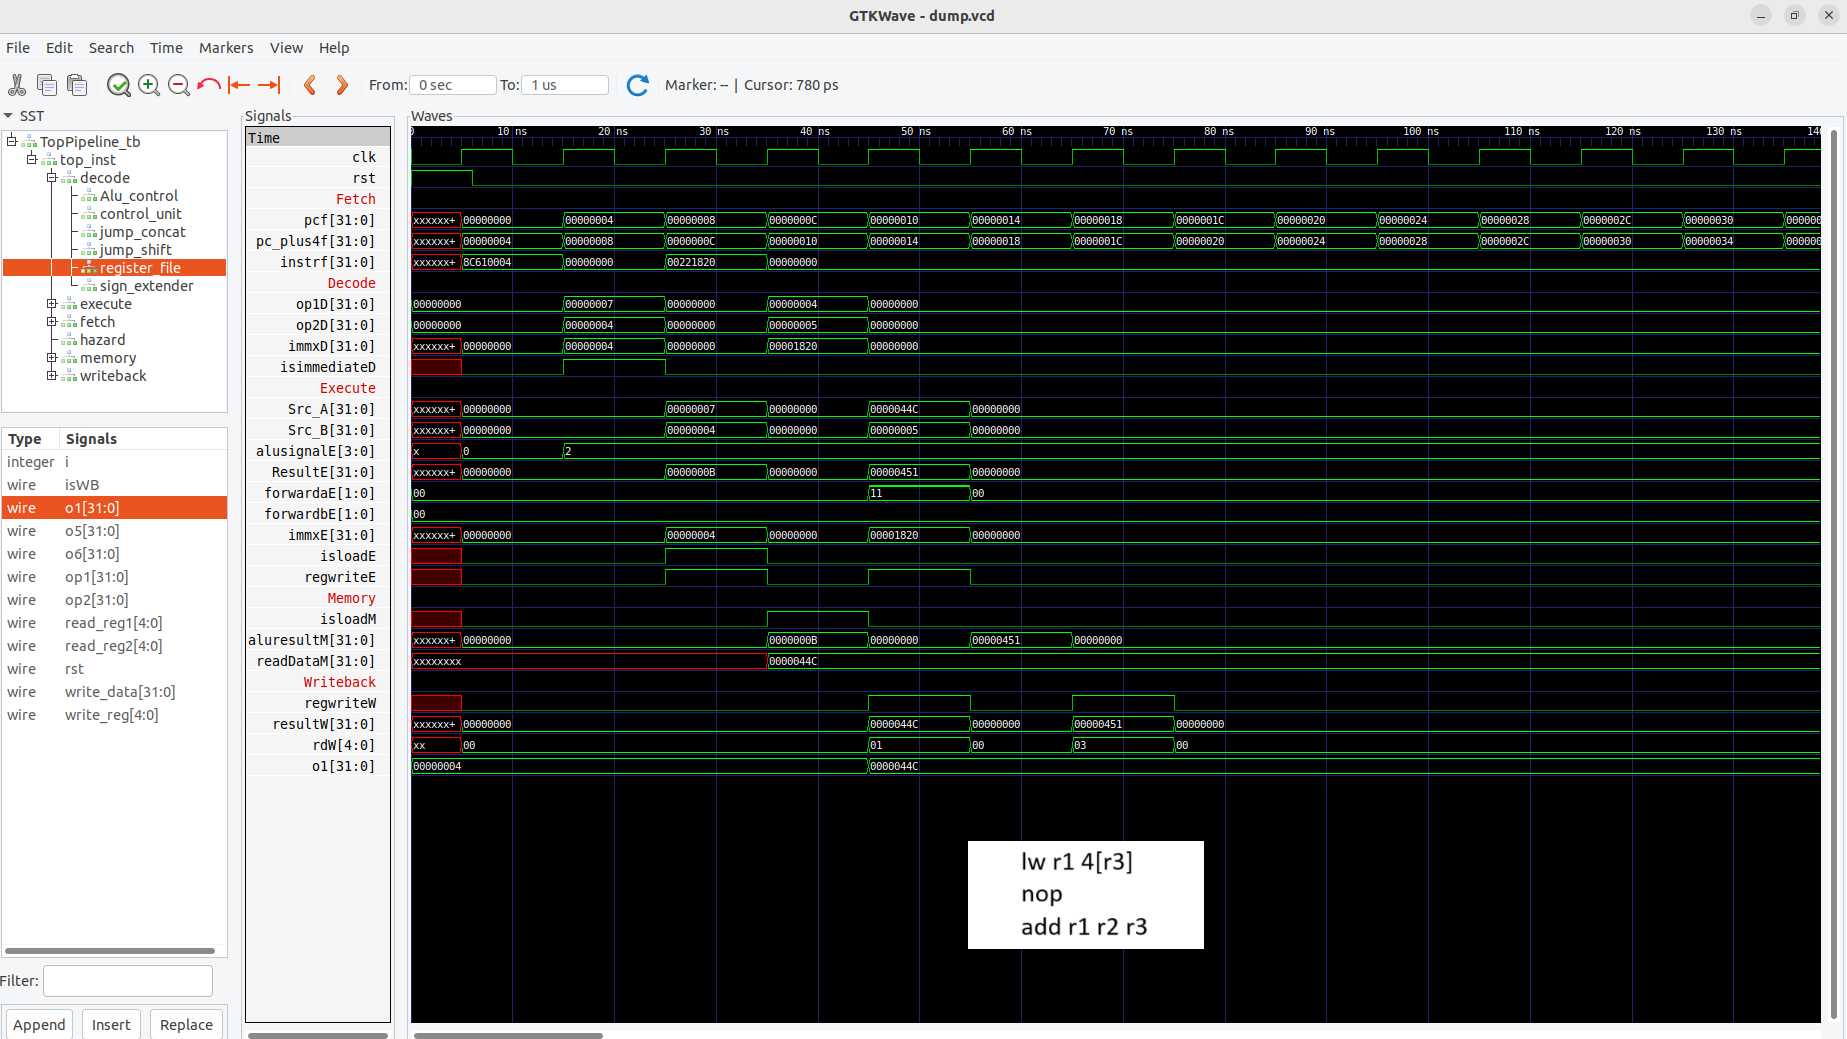 GTKWave - dump.vcd
File Edit Search Time Markers View Help
From: 0 sec To: 1 us Marker: -- | Cursor: 780 ps
SST
TopPipeline_tb
top_inst
decode
Alu_control
control_unit
jump_concat
jump_shift
register_file
sign_extender
execute
fetch
hazard
memory
writeback
Type Signals
integer i
wire isWB
wire o1[31:0]
wire o5[31:0]
wire o6[31:0]
wire op1[31:0]
wire op2[31:0]
wire read_reg1[4:0]
wire read_reg2[4:0]
wire rst
wire write_data[31:0]
wire write_reg[4:0]
Filter:
Append Insert Replace
Signals
Waves
Time 0 10 ns 20 ns 30 ns 40 ns 50 ns 60 ns 70 ns 80 ns 90 ns 100 ns 110 ns 120 ns 130 ns 14
clk
rst
Fetch
pcf[31:0] xxxxxx+ 00000000 00000004 00000008 0000000C 00000010 00000014 00000018 0000001C 00000020 00000024 00000028 0000002C 00000030 00000
pc_plus4f[31:0] xxxxxx+ 00000004 00000008 0000000C 00000010 00000014 00000018 0000001C 00000020 00000024 00000028 0000002C 00000030 00000034 00000
instrf[31:0] xxxxxx+ 8C610004 00000000 00221820 00000000
Decode
op1D[31:0] 00000000 00000007 00000000 00000004 00000000
op2D[31:0] 00000000 00000004 00000000 00000005 00000000
immxD[31:0] xxxxxx+ 00000000 00000004 00000000 00001820 00000000
isimmediateD
Execute
Src_A[31:0] xxxxxx+ 00000000 00000007 00000000 0000044C 00000000
Src_B[31:0] xxxxxx+ 00000000 00000004 00000000 00000005 00000000
alusignalE[3:0] x 0 2
ResultE[31:0] xxxxxx+ 00000000 0000000B 00000000 00000451 00000000
forwardaE[1:0] 00 11 00
forwardbE[1:0] 00
immxE[31:0] xxxxxx+ 00000000 00000004 00000000 00001820 00000000
isloadE
regwriteE
Memory
isloadM
aluresultM[31:0] xxxxxx+ 00000000 0000000B 00000000 00000451 00000000
readDataM[31:0] xxxxxxxx 0000044C
Writeback
regwriteW
resultW[31:0] xxxxxx+ 00000000 0000044C 00000000 00000451 00000000
rdW[4:0] xx 00 01 00 03 00
o1[31:0] 00000004 0000044C
lw r1 4[r3]
nop
add r1 r2 r3